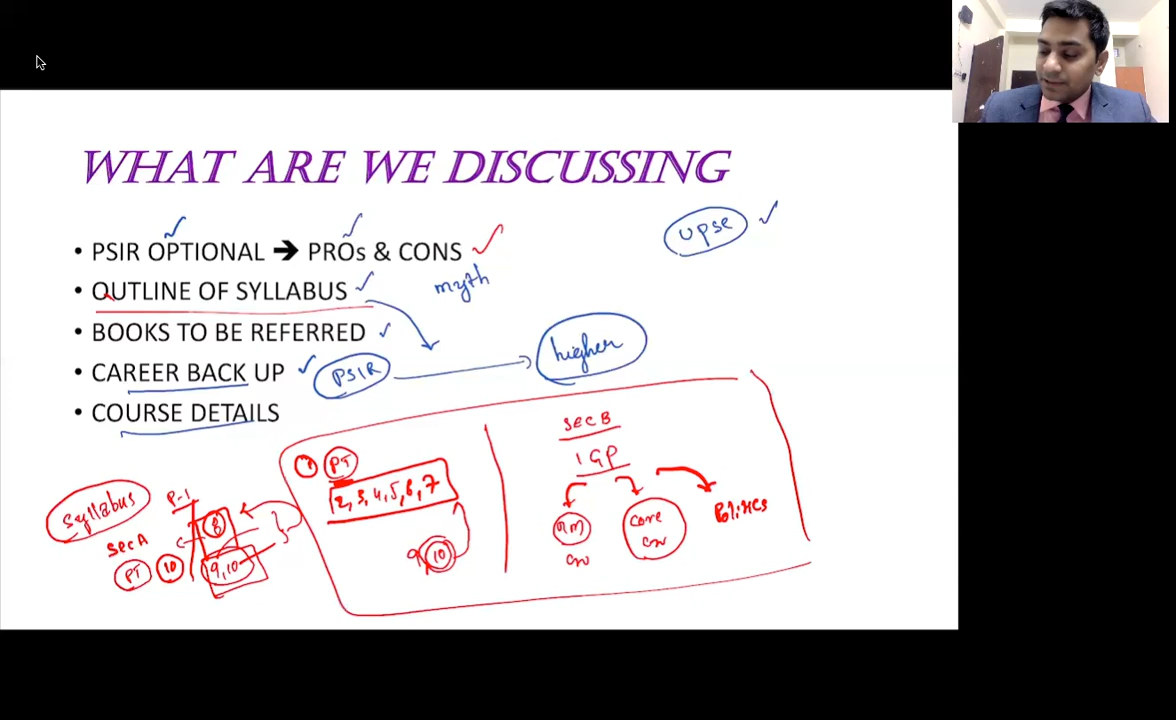 WHAT ARE WE DISCUSSING
• PSIR OPTIONAL ➔ PROs & CONS
upse
• OUTLINE OF SYLLABUS
myth
• BOOKS TO BE REFERRED
higher
• CAREER BACK UP
PSIR
• COURSE DETAILS
Sec B
IGP
PT
2, 3, 4, 5, 6, 7
9, 10
core
Politics
Syllabus
P-1
Sec A
8
PT
10
9, 10